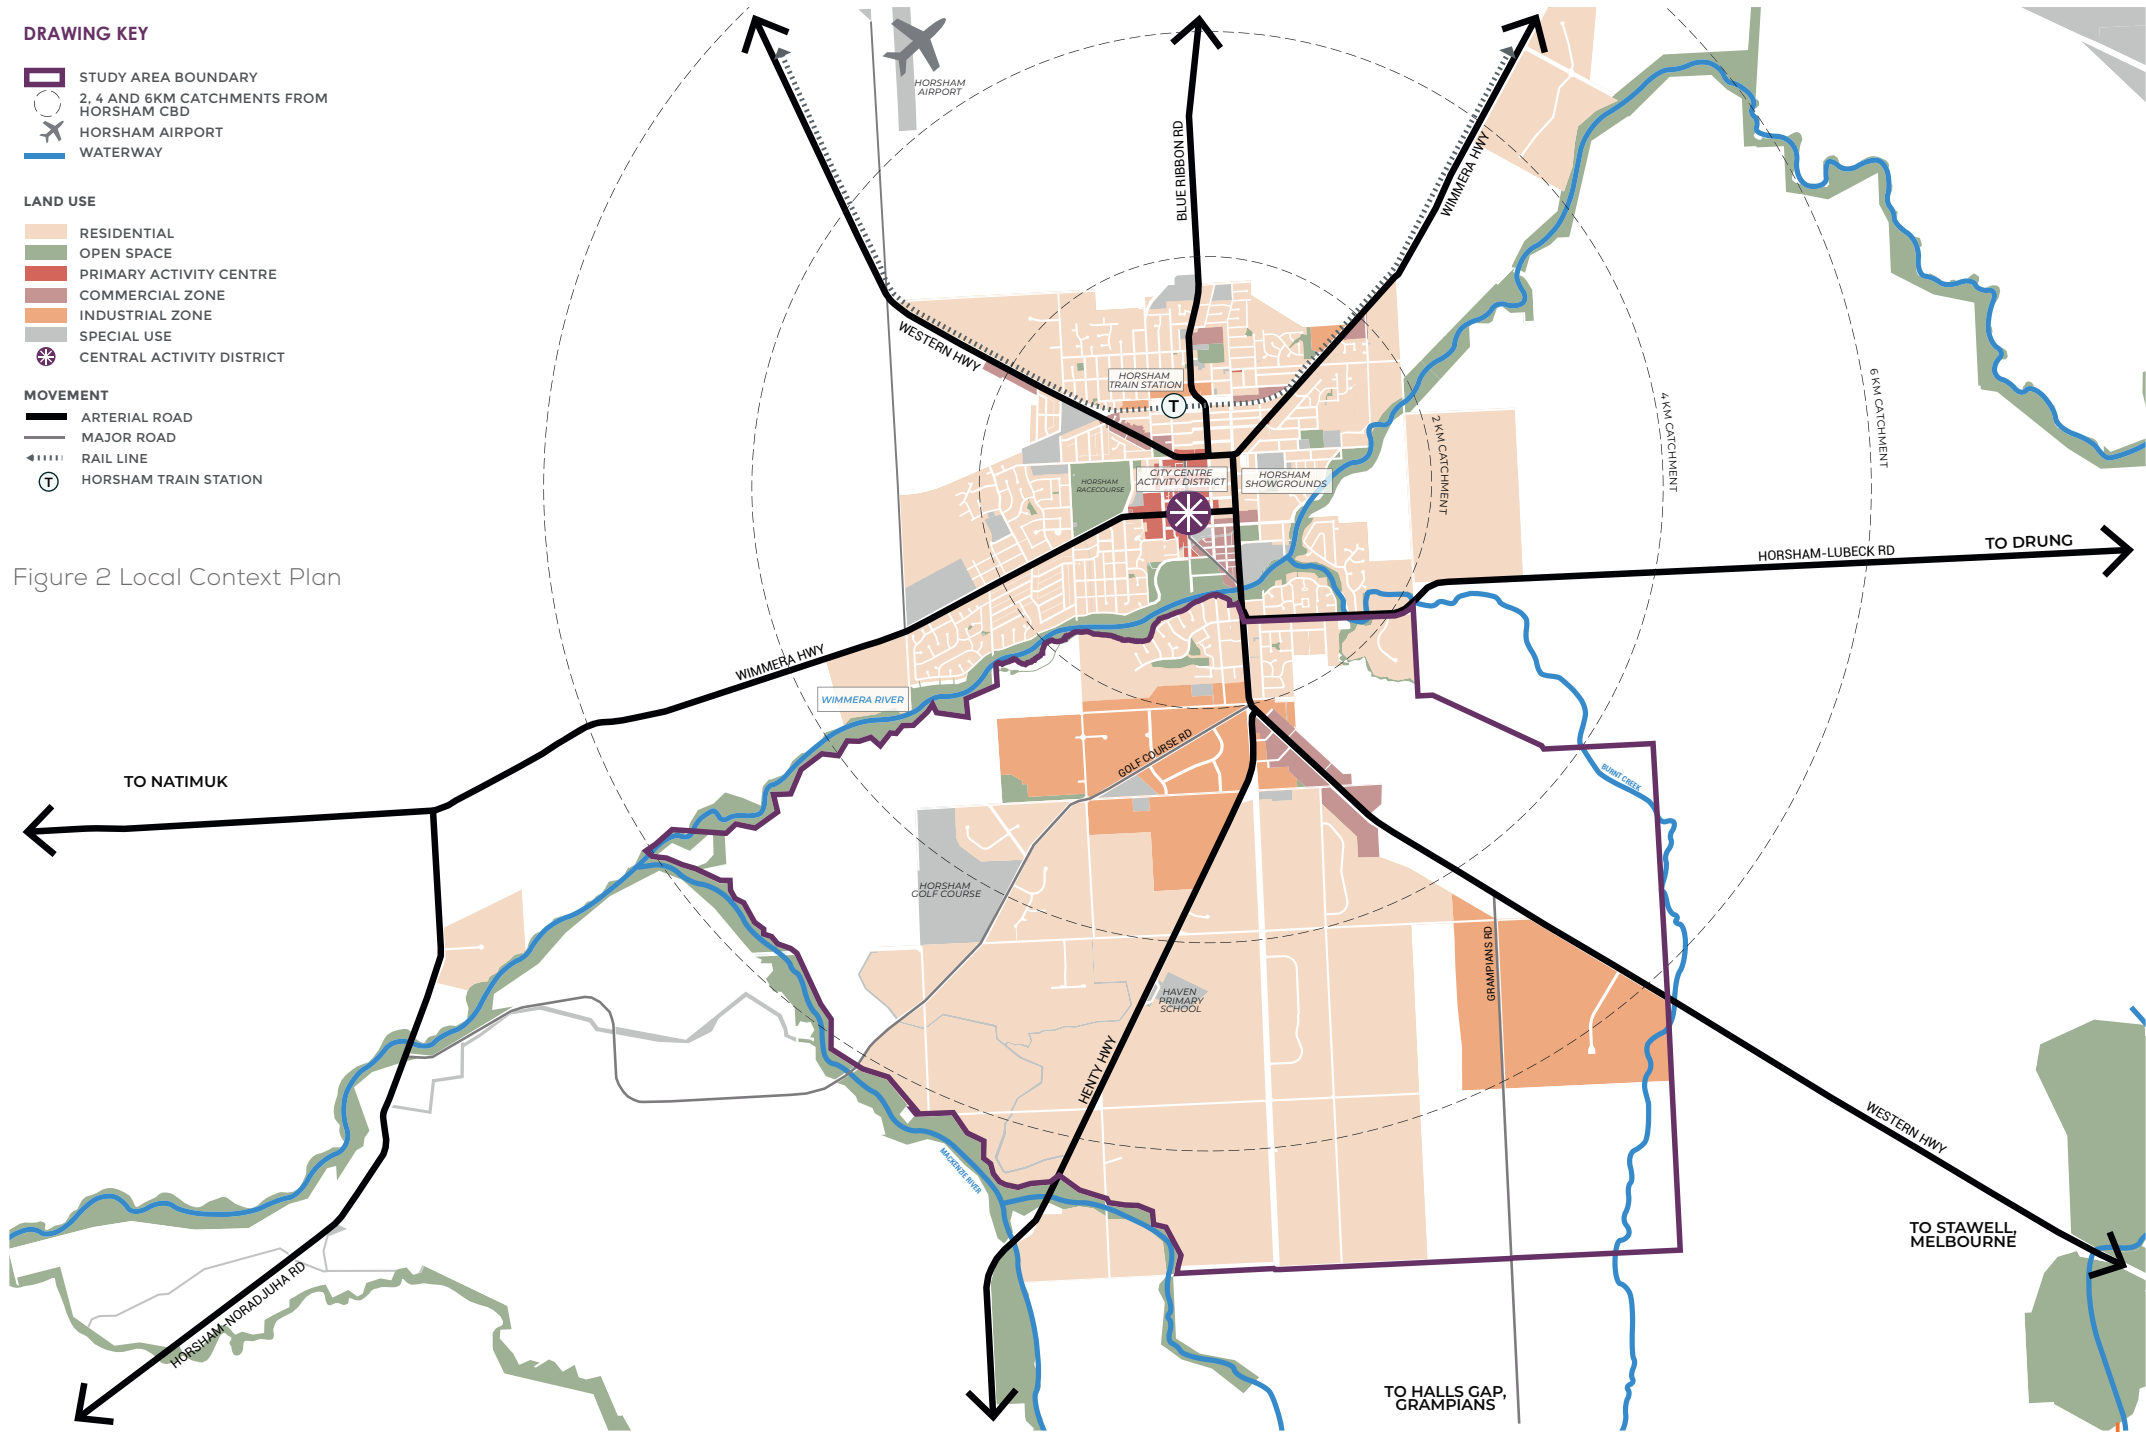 DRAWING KEY
STUDY AREA BOUNDARY
2, 4 AND 6KM CATCHMENTS FROM
HORSHAM CBD
HORSHAM AIRPORT
WATERWAY
LAND USE
RESIDENTIAL
OPEN SPACE
PRIMARY ACTIVITY CENTRE
COMMERCIAL ZONE
INDUSTRIAL ZONE
SPECIAL USE
CENTRAL ACTIVITY DISTRICT
MOVEMENT
ARTERIAL ROAD
MAJOR ROAD
RAIL LINE
T
HORSHAM TRAIN STATION
Figure 2 Local Context Plan
HORSHAM
AIRPORT
BLUE RIBBON RD
WIMMERA HWY
WESTERN HWY
HORSHAM
TRAIN STATION
T
6 KM CATCHMENT
4 KM CATCHMENT
2 KM CATCHMENT
HORSHAM
RACECOURSE
CITY CENTRE
ACTIVITY DISTRICT
HORSHAM
SHOWGROUNDS
HORSHAM-LUBECK RD
TO DRUNG
WIMMERA HWY
WIMMERA RIVER
TO NATIMUK
GOLF COURSE RD
BURNT CREEK
HORSHAM
GOLF COURSE
GRAMPIANS RD
HAVEN
PRIMARY
SCHOOL
HENTY HWY
WESTERN HWY
MACKENZIE RIVER
TO STAWELL,
MELBOURNE
HORSHAM-NORADJUHA RD
TO HALLS GAP,
GRAMPIANS